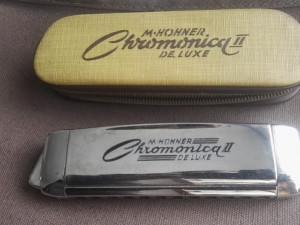 M. HOHNER
Chromonica II
DE LUXE
M. HOHNER
Chromonica II
DE LUXE